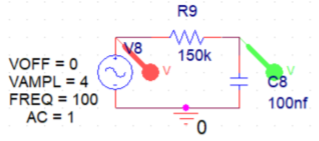 R9
V8
150k
VOFF = 0
VAMPL = 4
FREQ = 100
AC = 1
V
V
C8
100nf
0